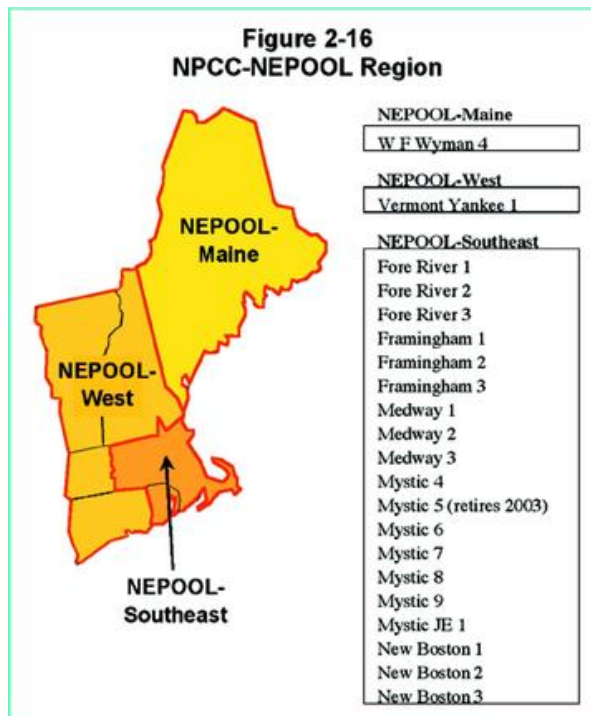 Figure 2-16
NPCC-NEPOOL Region
NEPOOL-
Maine
NEPOOL-
West
NEPOOL-
Southeast
NEPOOL-Maine
W F Wyman 4
NEPOOL-West
Vermont Yankee 1
NEPOOL-Southeast
Fore River 1
Fore River 2
Fore River 3
Framingham 1
Framingham 2
Framingham 3
Medway 1
Medway 2
Medway 3
Mystic 4
Mystic 5 (retires 2003)
Mystic 6
Mystic 7
Mystic 8
Mystic 9
Mystic JE 1
New Boston 1
New Boston 2
New Boston 3